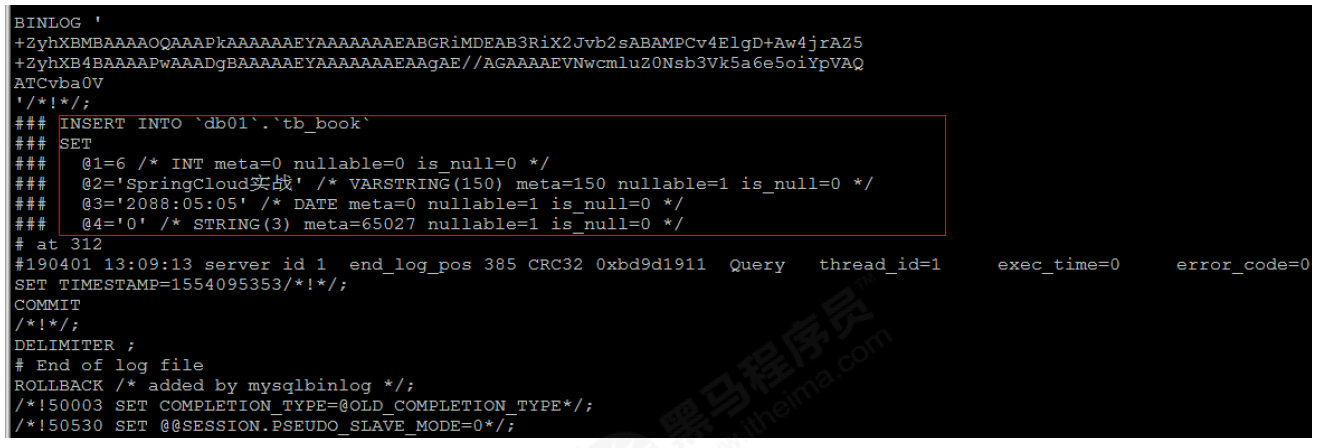 BINLOG '
+ZyhXBMBAAAAOQAAAPkAAAAAAEYAAAAAAAEABGRiMDEAB3RiX2Jvb2sABAMPCv4ElgD+Aw4jrAZ5
+ZyhXB4BAAAAPwAAADgBAAAAAEYAAAAAAAEAAgAE//AGAAAAEVNwcmluZ0Nsb3Vk5a6e5oiYpVAQ
ATCvba0V
'/*!*/;
### INSERT INTO `db01`.`tb_book`
### SET
###   @1=6 /* INT meta=0 nullable=0 is_null=0 */
###   @2='SpringCloud实战' /* VARSTRING(150) meta=150 nullable=1 is_null=0 */
###   @3='2088:05:05' /* DATE meta=0 nullable=1 is_null=0 */
###   @4='0' /* STRING(3) meta=65027 nullable=1 is_null=0 */
# at 312
#190401 13:09:13 server id 1  end_log_pos 385 CRC32 0xbd9d1911  Query   thread_id=1     exec_time=0     error_code=0
SET TIMESTAMP=1554095353/*!*/;
COMMIT
/*!*/;
DELIMITER ;
# End of log file
ROLLBACK /* added by mysqlbinlog */;
/*!50003 SET COMPLETION_TYPE=@OLD_COMPLETION_TYPE*/;
/*!50530 SET @@SESSION.PSEUDO_SLAVE_MODE=0*/;
黑马程序员™
www.itheima.com